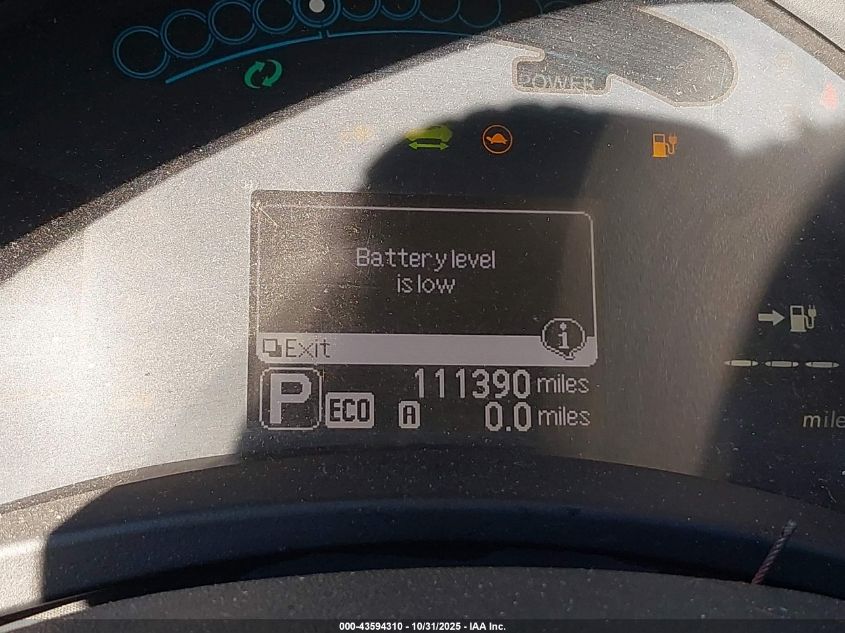 POWER
Battery level
is low
Exit
i
P ECO 111390 miles
A 0.0 miles
---
mile
000-43594310 - 10/31/2025 - IAA Inc.